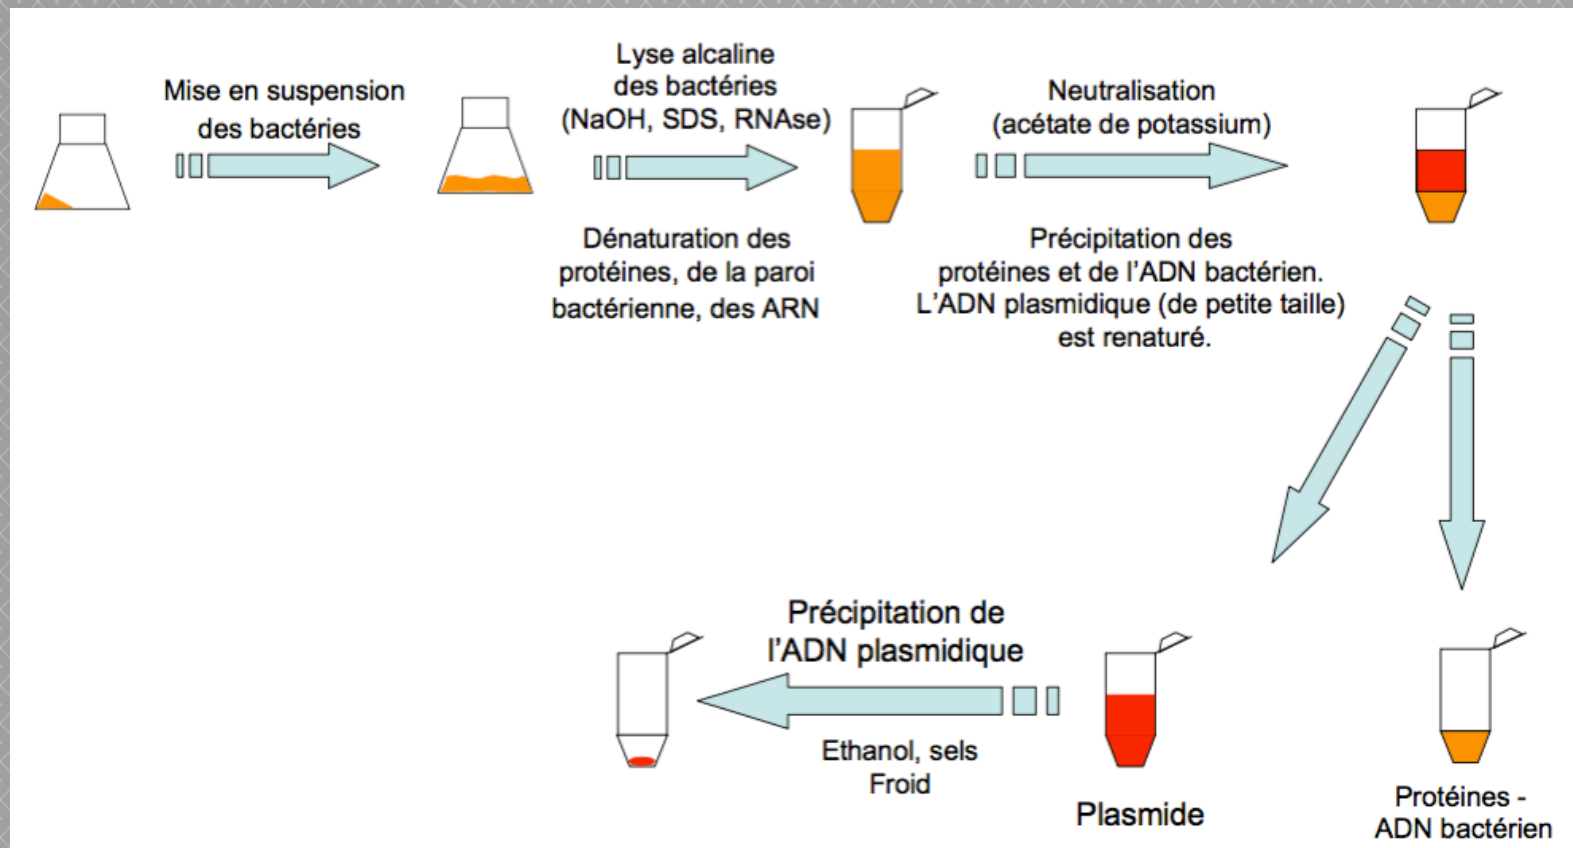 Mise en suspension
des bactéries
Lyse alcaline
des bactéries
(NaOH, SDS, RNAse)
Dénaturation des
protéines, de la paroi
bactérienne, des ARN
Neutralisation
(acétate de potassium)
Précipitation des
protéines et de l'ADN bactérien.
L'ADN plasmidique (de petite taille)
est renaturé.
Précipitation de
l'ADN plasmidique
Ethanol, sels
Froid
Plasmide
Protéines -
ADN bactérien